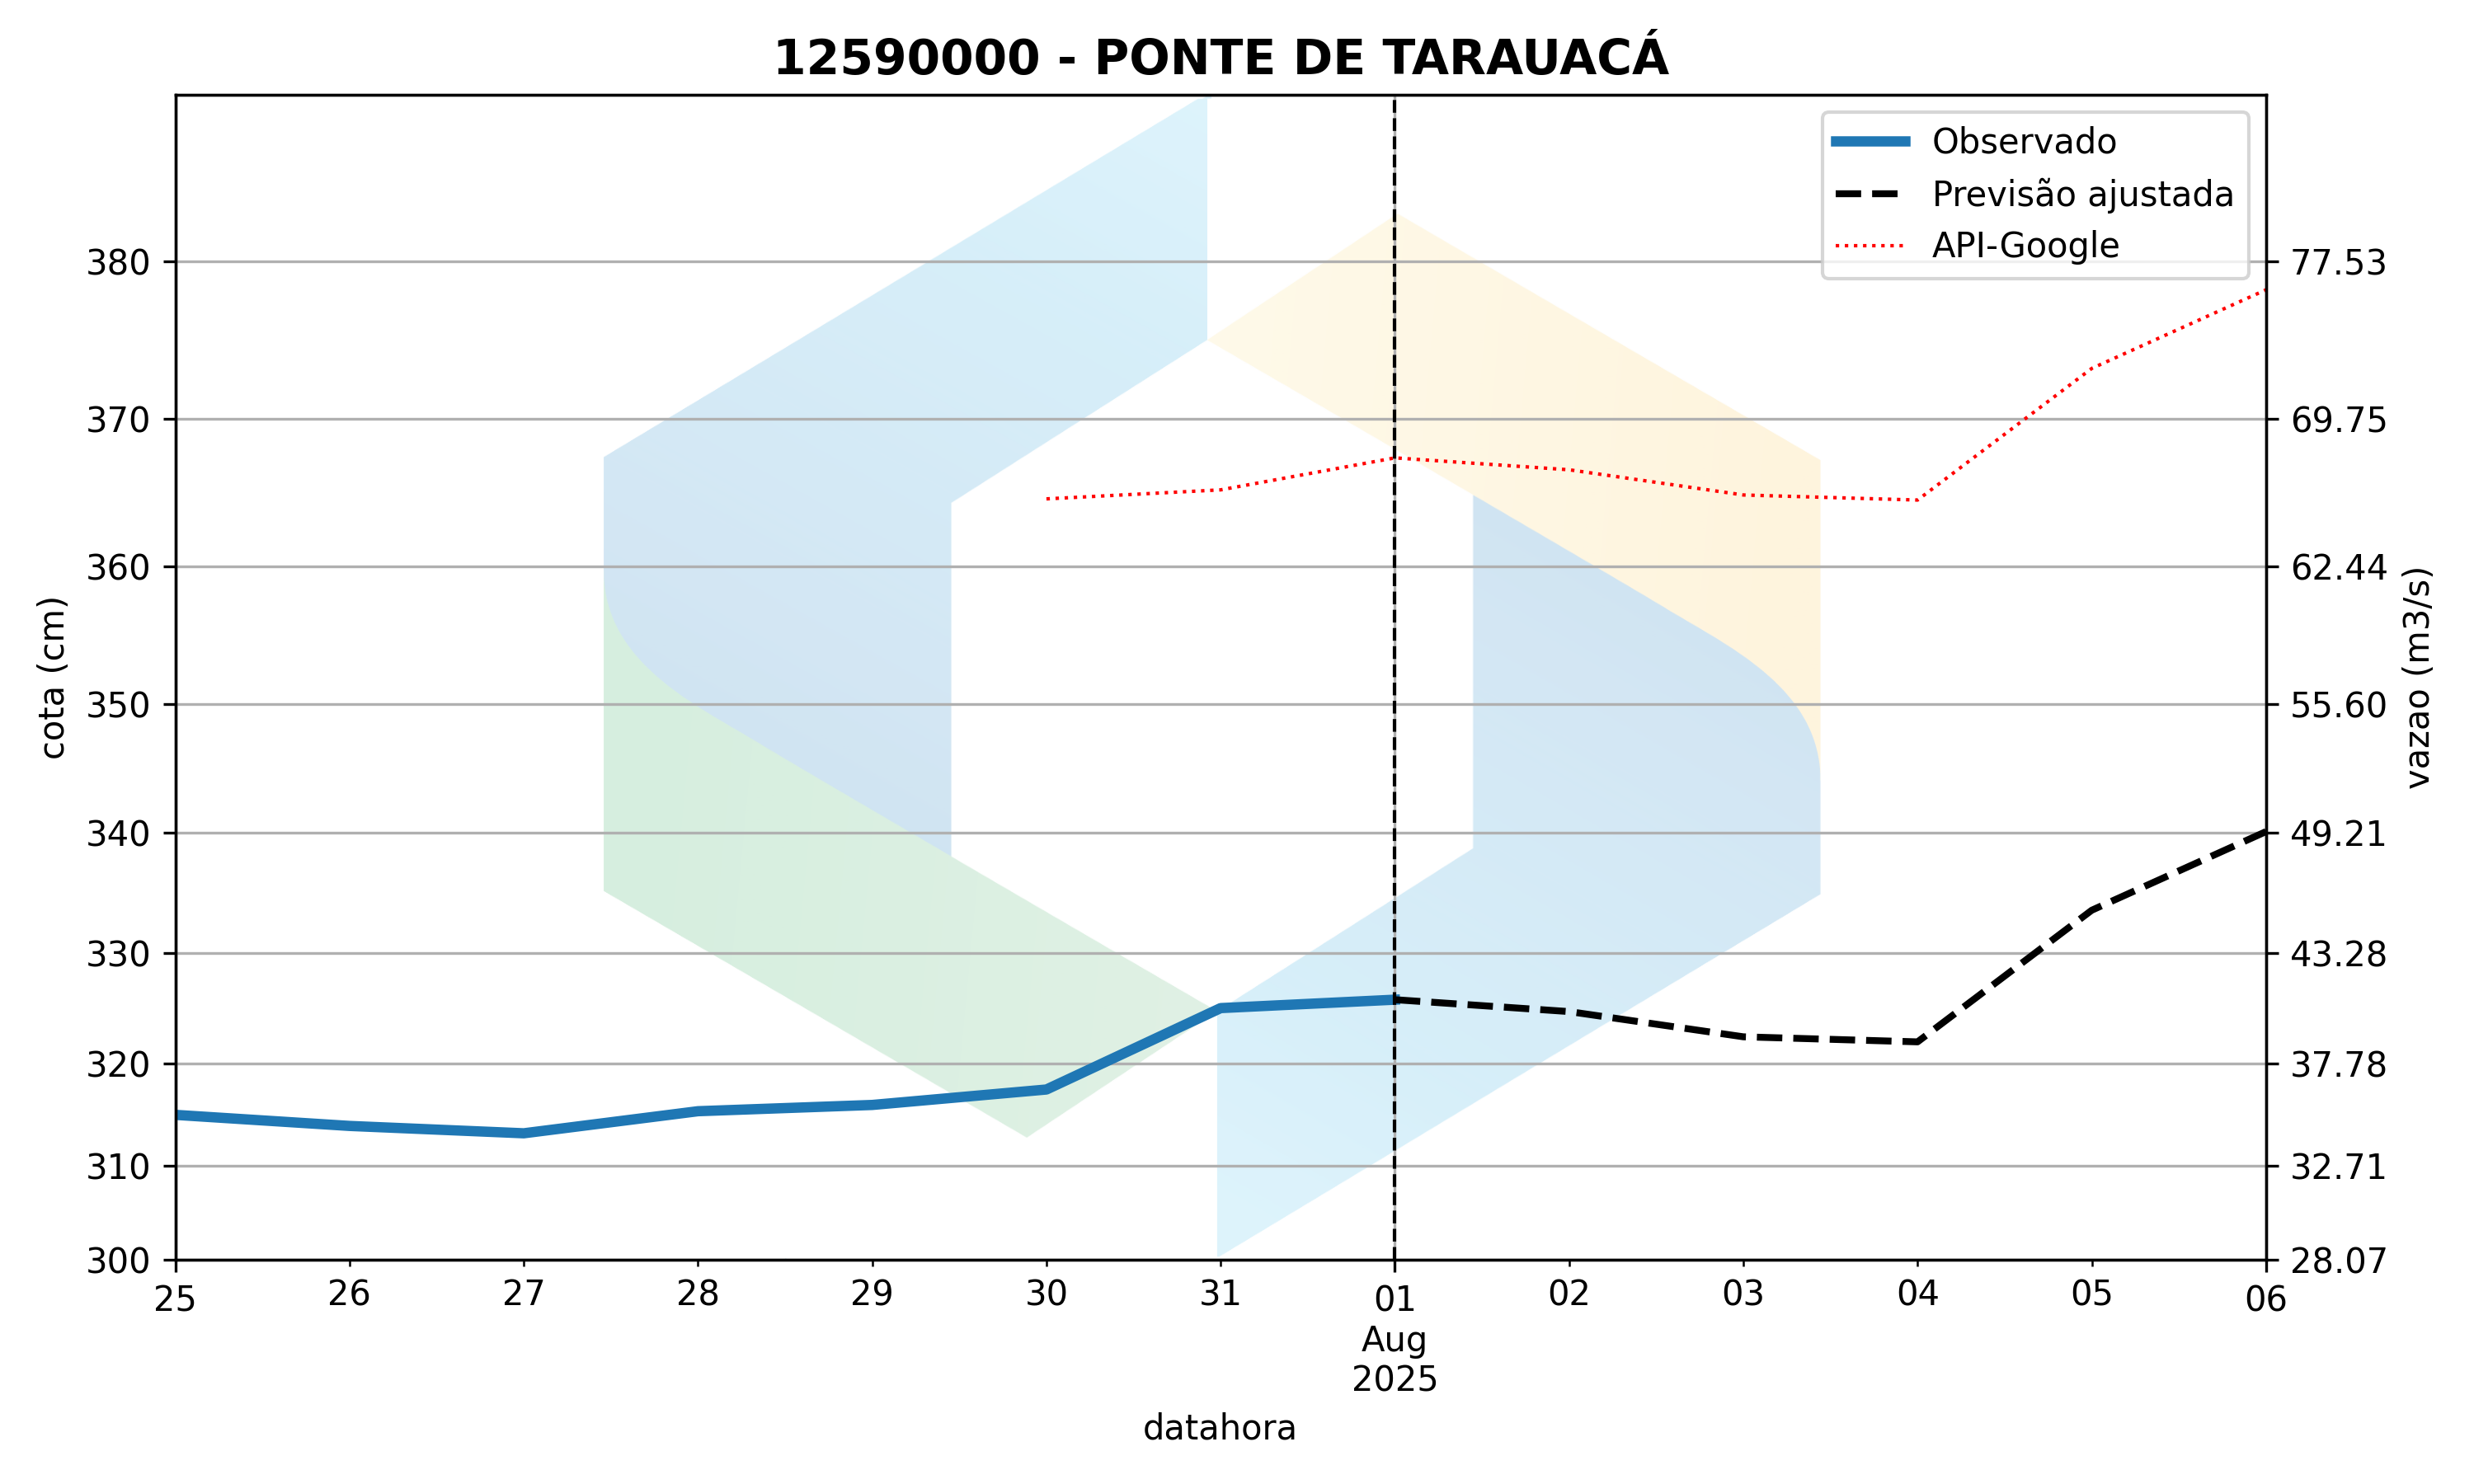 12590000 - PONTE DE TARAUACÁ
Observado
Previsão ajustada
API-Google
cota (cm)
380
370
360
350
340
330
320
310
300
77.53
69.75
62.44
55.60
49.21
43.28
37.78
32.71
28.07
vazao (m3/s)
25 26 27 28 29 30 31 01 02 03 04 05 06
Aug
2025
datahora